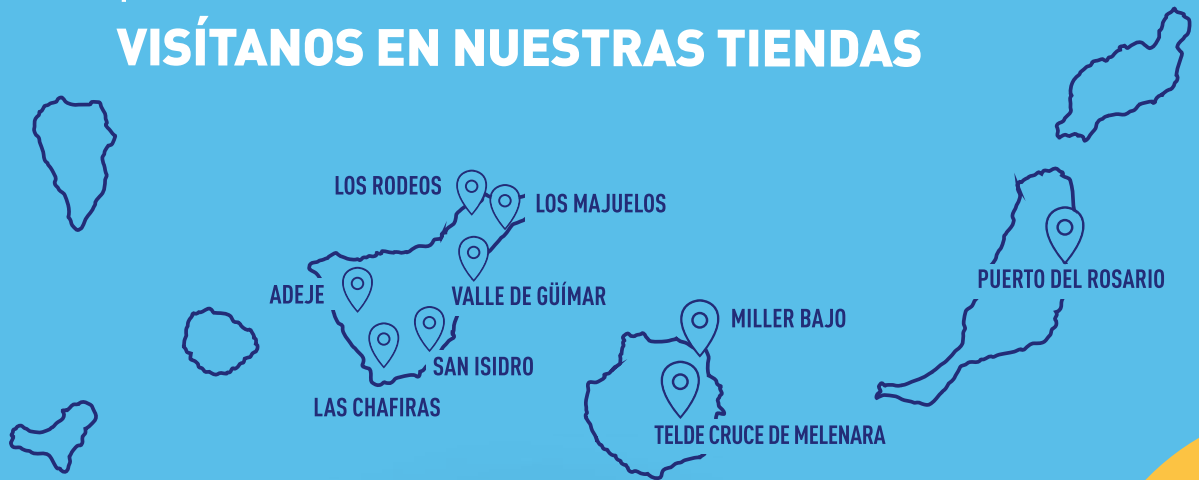 VISÍTANOS EN NUESTRAS TIENDAS
LOS RODEOS
LOS MAJUELOS
ADEJE
VALLE DE GÜÍMAR
PUERTO DEL ROSARIO
MILLER BAJO
SAN ISIDRO
LAS CHAFIRAS
TELDE CRUCE DE MELENARA